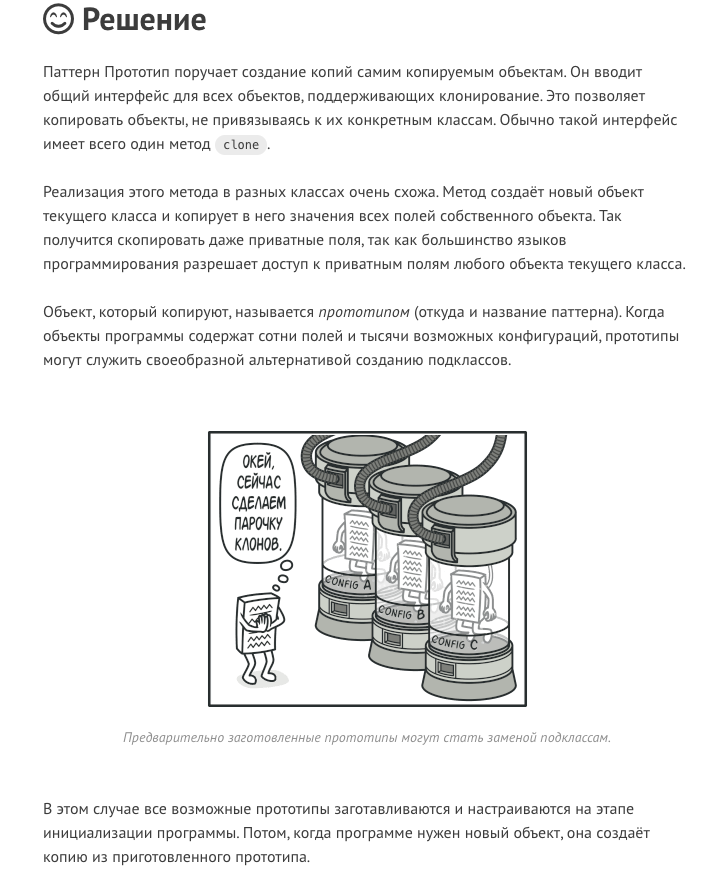 Решение
Паттерн Прототип поручает создание копий самим копируемым объектам. Он вводит
общий интерфейс для всех объектов, поддерживающих клонирование. Это позволяет
копировать объекты, не привязываясь к их конкретным классам. Обычно такой интерфейс
имеет всего один метод clone.
Реализация этого метода в разных классах очень схожа. Метод создаёт новый объект
текущего класса и копирует в него значения всех полей собственного объекта. Так
получится скопировать даже приватные поля, так как большинство языков
программирования разрешает доступ к приватным полям любого объекта текущего класса.
Объект, который копируют, называется прототипом (откуда и название паттерна). Когда
объекты программы содержат сотни полей и тысячи возможных конфигураций, прототипы
могут служить своеобразной альтернативой созданию подклассов.
ОКЕЙ,
СЕЙЧАС
СДЕЛАЕМ
ПАРОЧКУ
КЛОНОВ.
CONFIG A
CONFIG B
CONFIG C
Предварительно заготовленные прототипы могут стать заменой подклассам.
В этом случае все возможные прототипы заготавливаются и настраиваются на этапе
инициализации программы. Потом, когда программе нужен новый объект, она создаёт
копию из приготовленного прототипа.